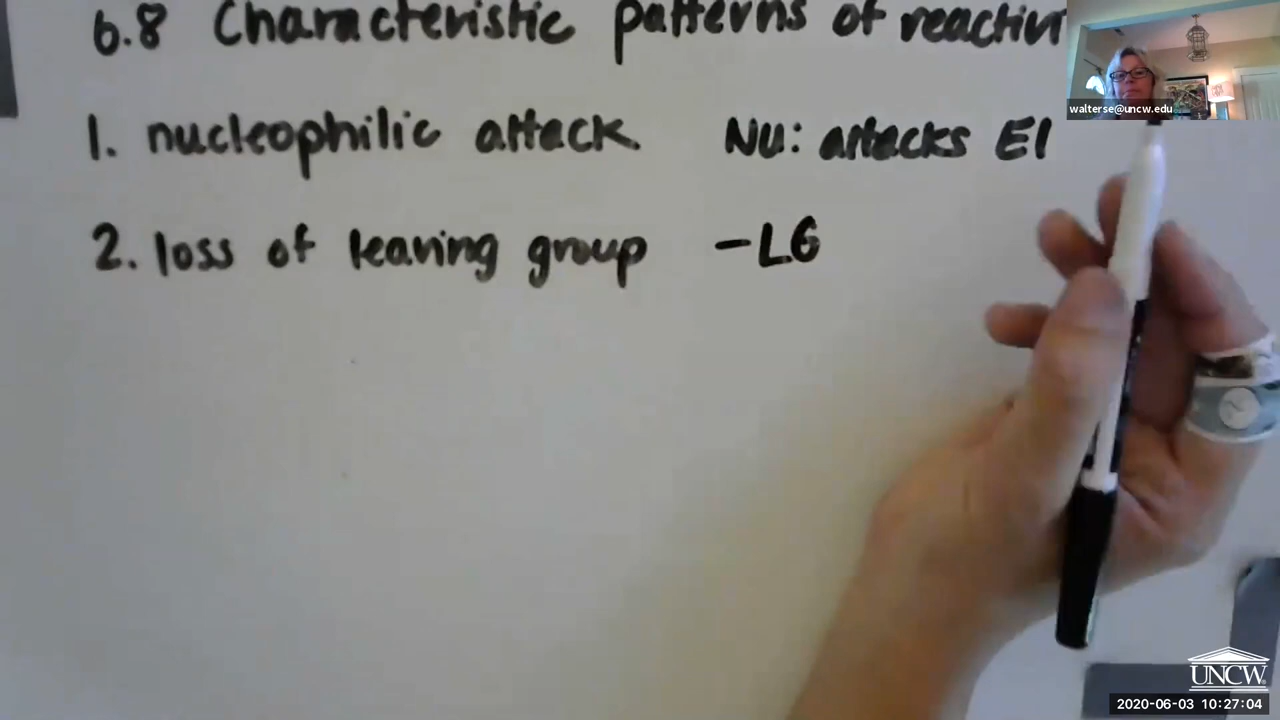 6.8 Characteristic patterns of reactivi
walterse@uncw.edu
1. nucleophilic attack Nu: attacks El
2. loss of leaving group -LG
UNCW
2020-06-03 10:27:04